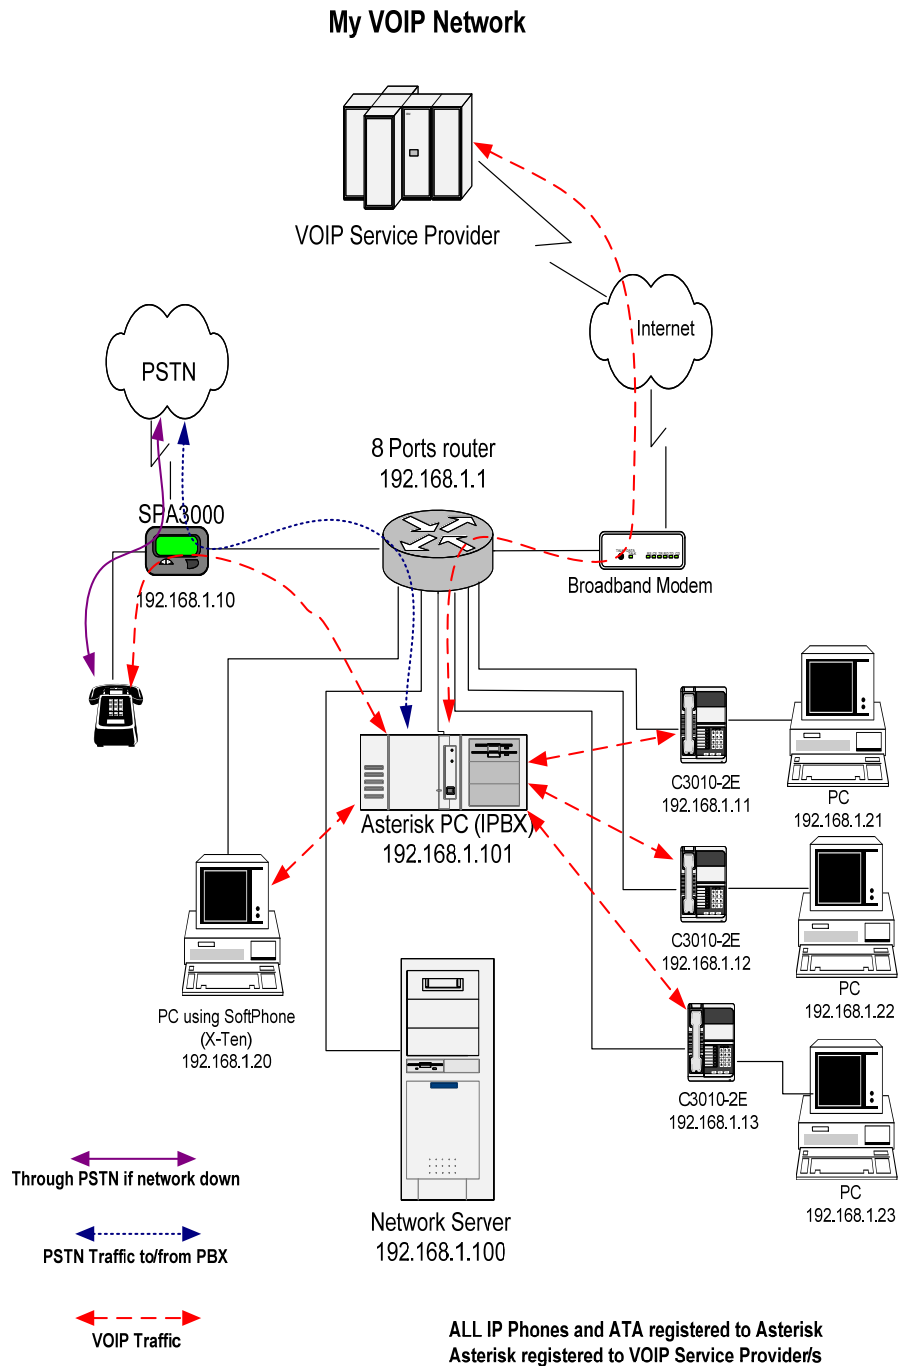 My VOIP Network
VOIP Service Provider
Internet
PSTN
8 Ports router
192.168.1.1
SPA3000
192.168.1.10
Broadband Modem
C3010-2E
192.168.1.11
PC
192.168.1.21
Asterisk PC (IPBX)
192.168.1.101
C3010-2E
192.168.1.12
PC
192.168.1.22
PC using SoftPhone
(X-Ten)
192.168.1.20
C3010-2E
192.168.1.13
PC
192.168.1.23
Through PSTN if network down
Network Server
192.168.1.100
PSTN Traffic to/from PBX
VOIP Traffic
ALL IP Phones and ATA registered to Asterisk
Asterisk registered to VOIP Service Provider/s